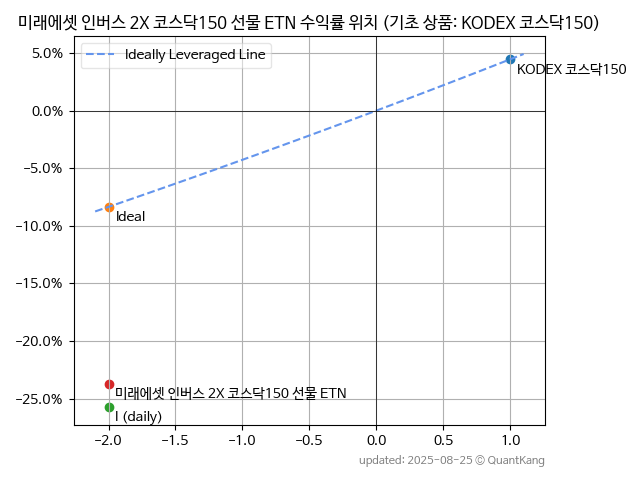 미래에셋 인버스 2X 코스닥150 선물 ETN 수익률 위치 (기초 상품: KODEX 코스닥150)
5.0%
Ideally Leveraged Line
KODEX 코스닥150
0.0%
−5.0%
Ideal
−10.0%
−15.0%
−20.0%
미래에셋 인버스 2X 코스닥150 선물 ETN
−25.0%
I (daily)
−2.0 −1.5 −1.0 −0.5 0.0 0.5 1.0
updated: 2025-08-25 © QuantKang